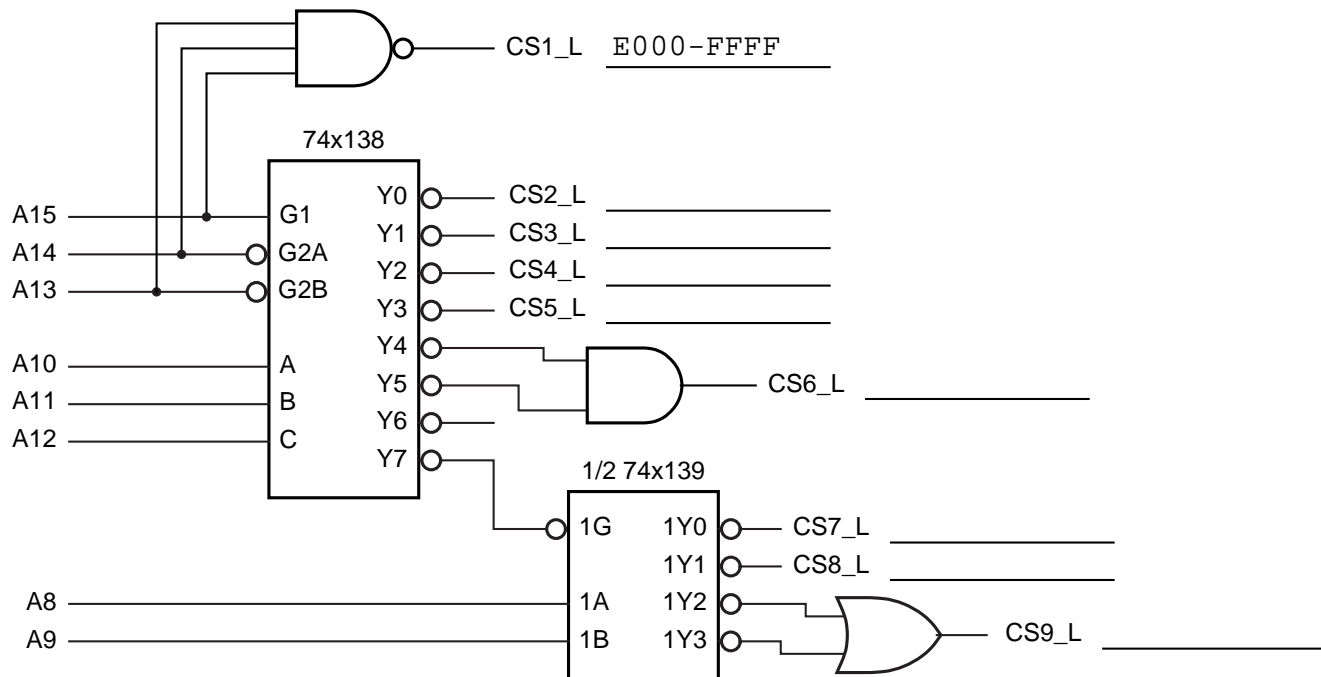 CS1_L E000-FFFF
74x138
A15 G1 Y0 CS2_L
Y1 CS3_L
A14 G2A
Y2 CS4_L
A13 G2B
Y3 CS5_L
Y4
A10 A
Y5 CS6_L
A11 B
Y6
A12 C
Y7
1/2 74x139
1G 1Y0 CS7_L
1Y1 CS8_L
A8 1A 1Y2
A9 1B 1Y3 CS9_L